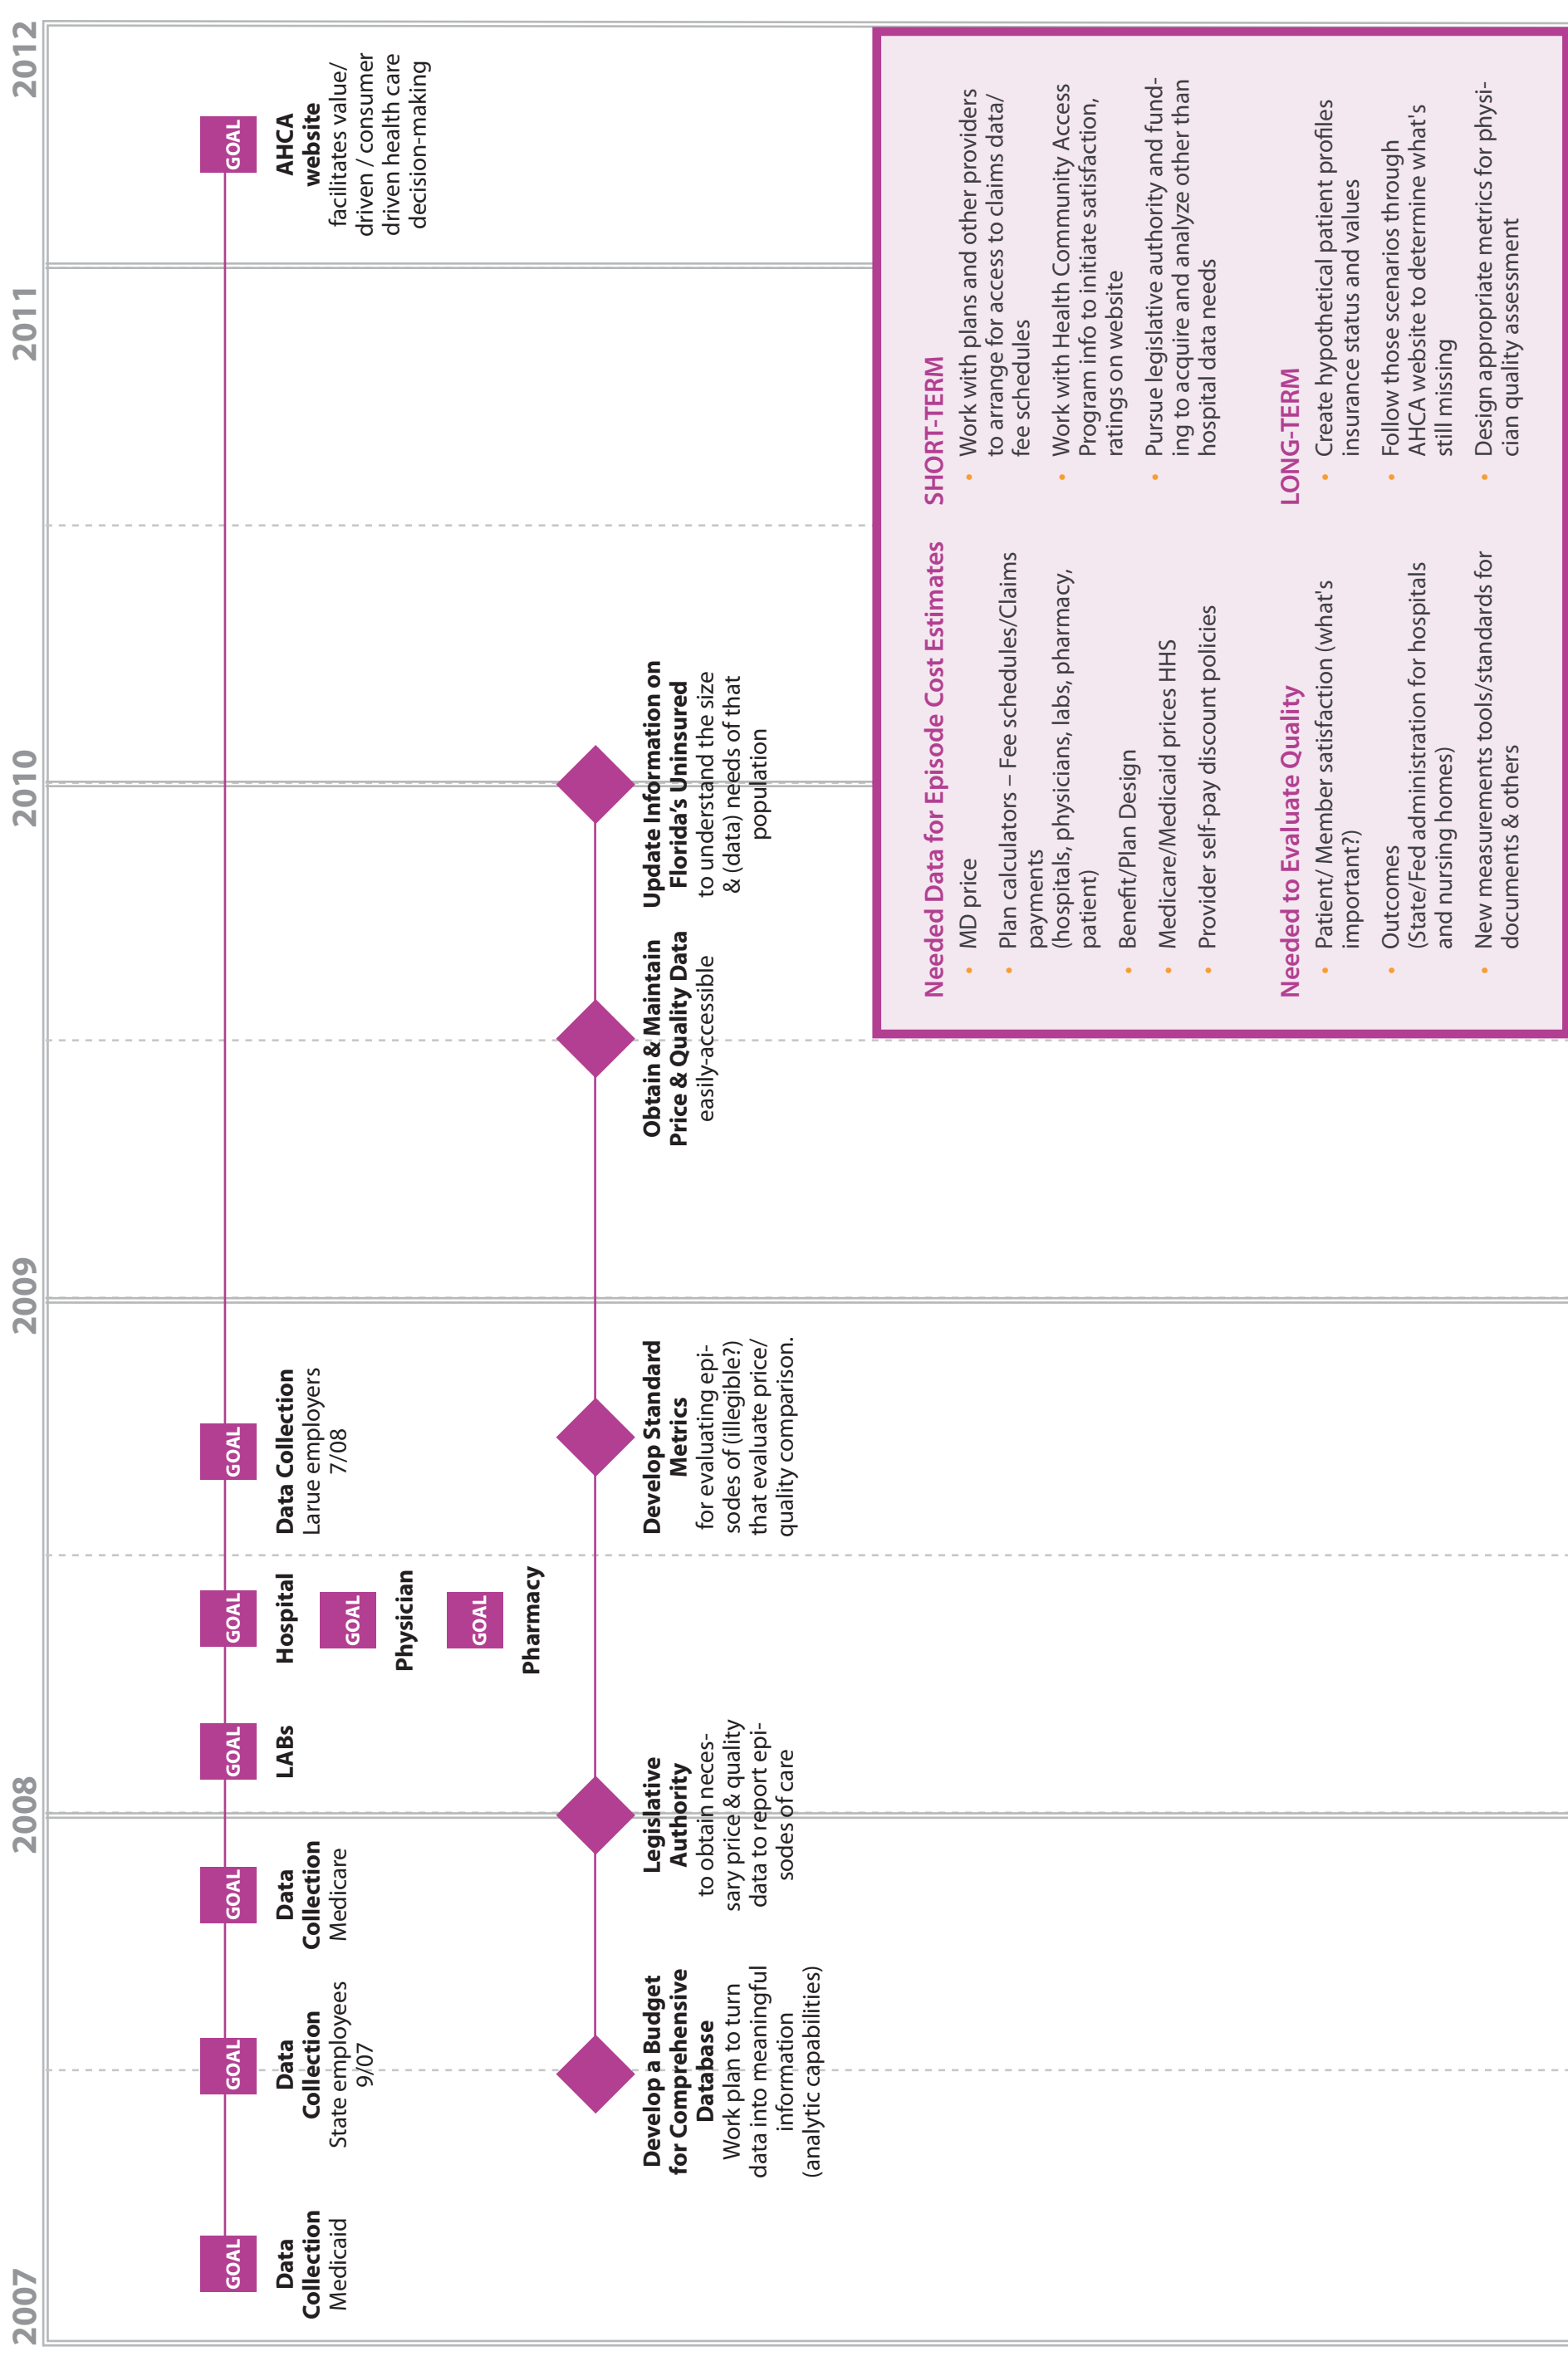 2007
2008
2009
2010
2011
2012
GOAL
Data
Collection
Medicaid
GOAL
Data
Collection
State employees
9/07
GOAL
Data
Collection
Medicare
GOAL
LABs
GOAL
Hospital
GOAL
Physician
GOAL
Pharmacy
GOAL
Data Collection
Larue employers
7/08
GOAL
AHCA
website
facilitates value/
driven / consumer
driven health care
decision-making
Develop a Budget
for Comprehensive
Database
Work plan to turn
data into meaningful
information
(analytic capabilities)
Legislative
Authority
to obtain neces-
sary price & quality
data to report epi-
sodes of care
Develop Standard
Metrics
for evaluating epi-
sodes of (illegible?)
that evaluate price/
quality comparison.
Obtain & Maintain
Price & Quality Data
easily-accessible
Update Information on
Florida’s Uninsured
to understand the size
& (data) needs of that
population
Needed Data for Episode Cost Estimates
• MD price
• Plan calculators – Fee schedules/Claims
payments
(hospitals, physicians, labs, pharmacy,
patient)
• Benefit/Plan Design
• Medicare/Medicaid prices HHS
• Provider self-pay discount policies
Needed to Evaluate Quality
• Patient/ Member satisfaction (what's
important?)
• Outcomes
(State/Fed administration for hospitals
and nursing homes)
• New measurements tools/standards for
documents & others
SHORT-TERM
• Work with plans and other providers
to arrange for access to claims data/
fee schedules
• Work with Health Community Access
Program info to initiate satisfaction,
ratings on website
• Pursue legislative authority and fund-
ing to acquire and analyze other than
hospital data needs
LONG-TERM
• Create hypothetical patient profiles
insurance status and values
• Follow those scenarios through
AHCA website to determine what's
still missing
• Design appropriate metrics for physi-
cian quality assessment